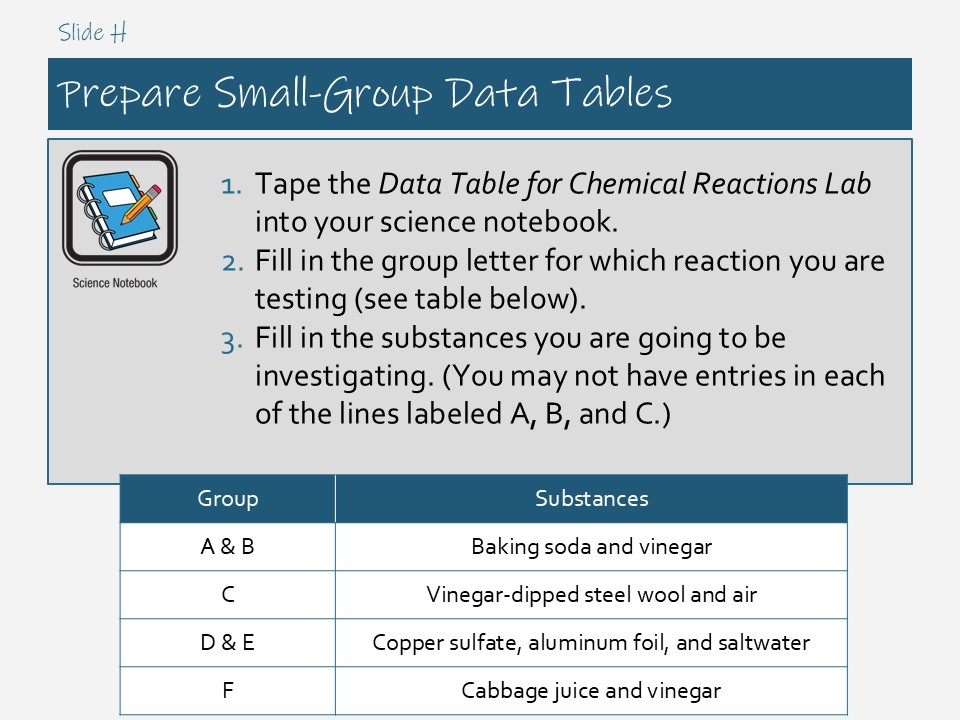 Slide H
Prepare Small-Group Data Tables
Science Notebook
1. Tape the Data Table for Chemical Reactions Lab
into your science notebook.
2. Fill in the group letter for which reaction you are
testing (see table below).
3. Fill in the substances you are going to be
investigating. (You may not have entries in each
of the lines labeled A, B, and C.)
Group Substances
A & B Baking soda and vinegar
C Vinegar-dipped steel wool and air
D & E Copper sulfate, aluminum foil, and saltwater
F Cabbage juice and vinegar